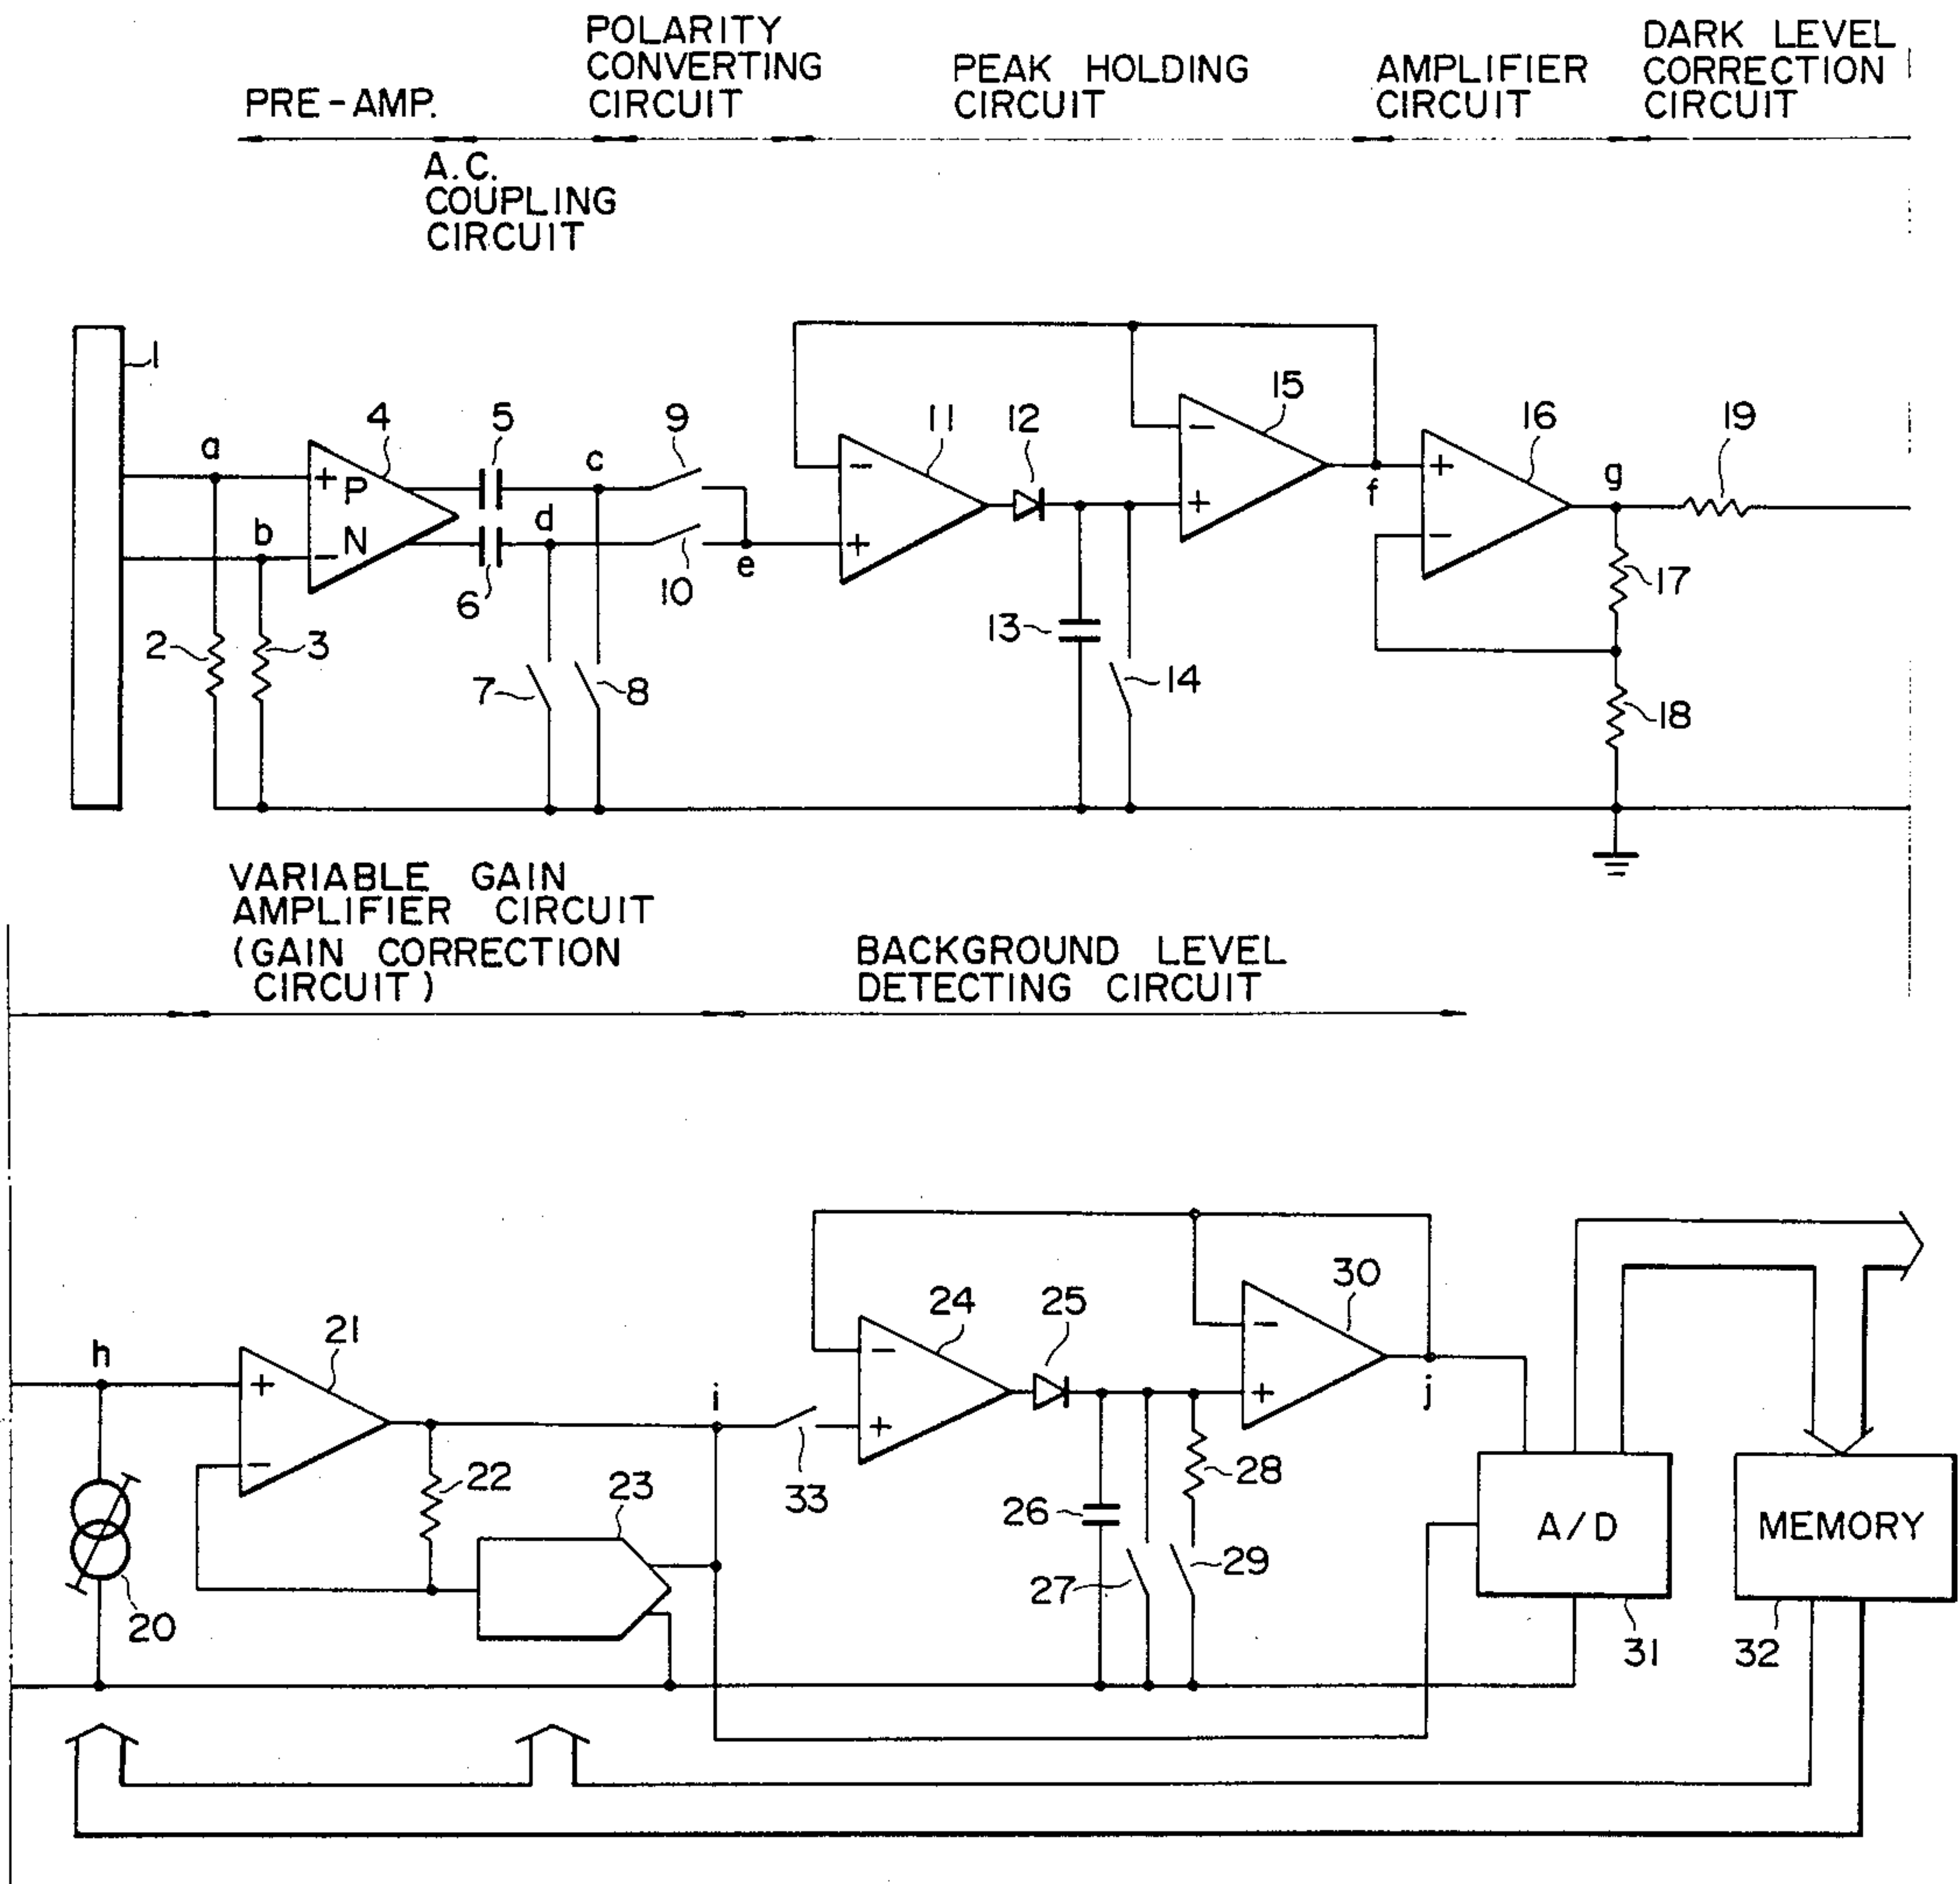 POLARITY
CONVERTING
CIRCUIT
PEAK HOLDING
CIRCUIT
AMPLIFIER
CIRCUIT
DARK LEVEL
CORRECTION
CIRCUIT
PRE-AMP.
A.C.
COUPLING
CIRCUIT
1
a
b
2
3
4
+ P
− N
5
6
c
d
7
8
9
10
e
11
−
+
12
13
14
15
−
+
f
16
+
−
g
17
18
19
VARIABLE GAIN
AMPLIFIER CIRCUIT
(GAIN CORRECTION
CIRCUIT)
BACKGROUND LEVEL
DETECTING CIRCUIT
h
20
21
+
−
22
23
i
33
24
−
+
25
26
27
28
29
30
−
+
j
A/D
31
MEMORY
32